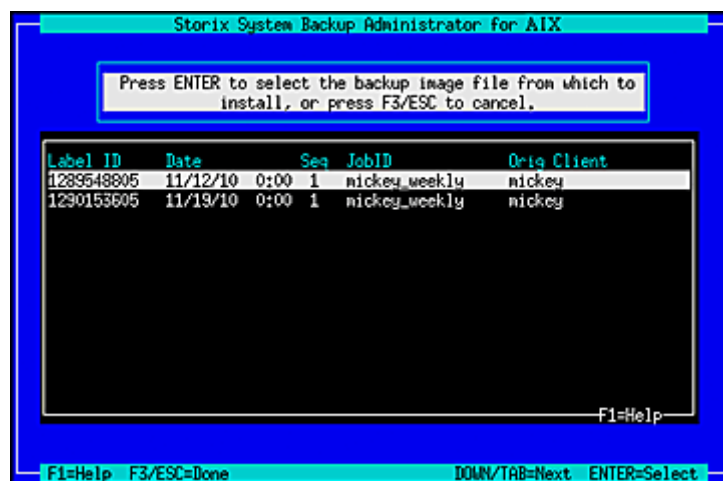 Storix System Backup Administrator for AIX
Press ENTER to select the backup image file from which to
install, or press F3/ESC to cancel.
Label ID Date Seq JobID Orig Client
1289548805 11/12/10 0:00 1 mickey_weekly mickey
1290153605 11/19/10 0:00 1 mickey_weekly mickey
F1=Help
F1=Help F3/ESC=Done DOWN/TAB=Next ENTER=Select